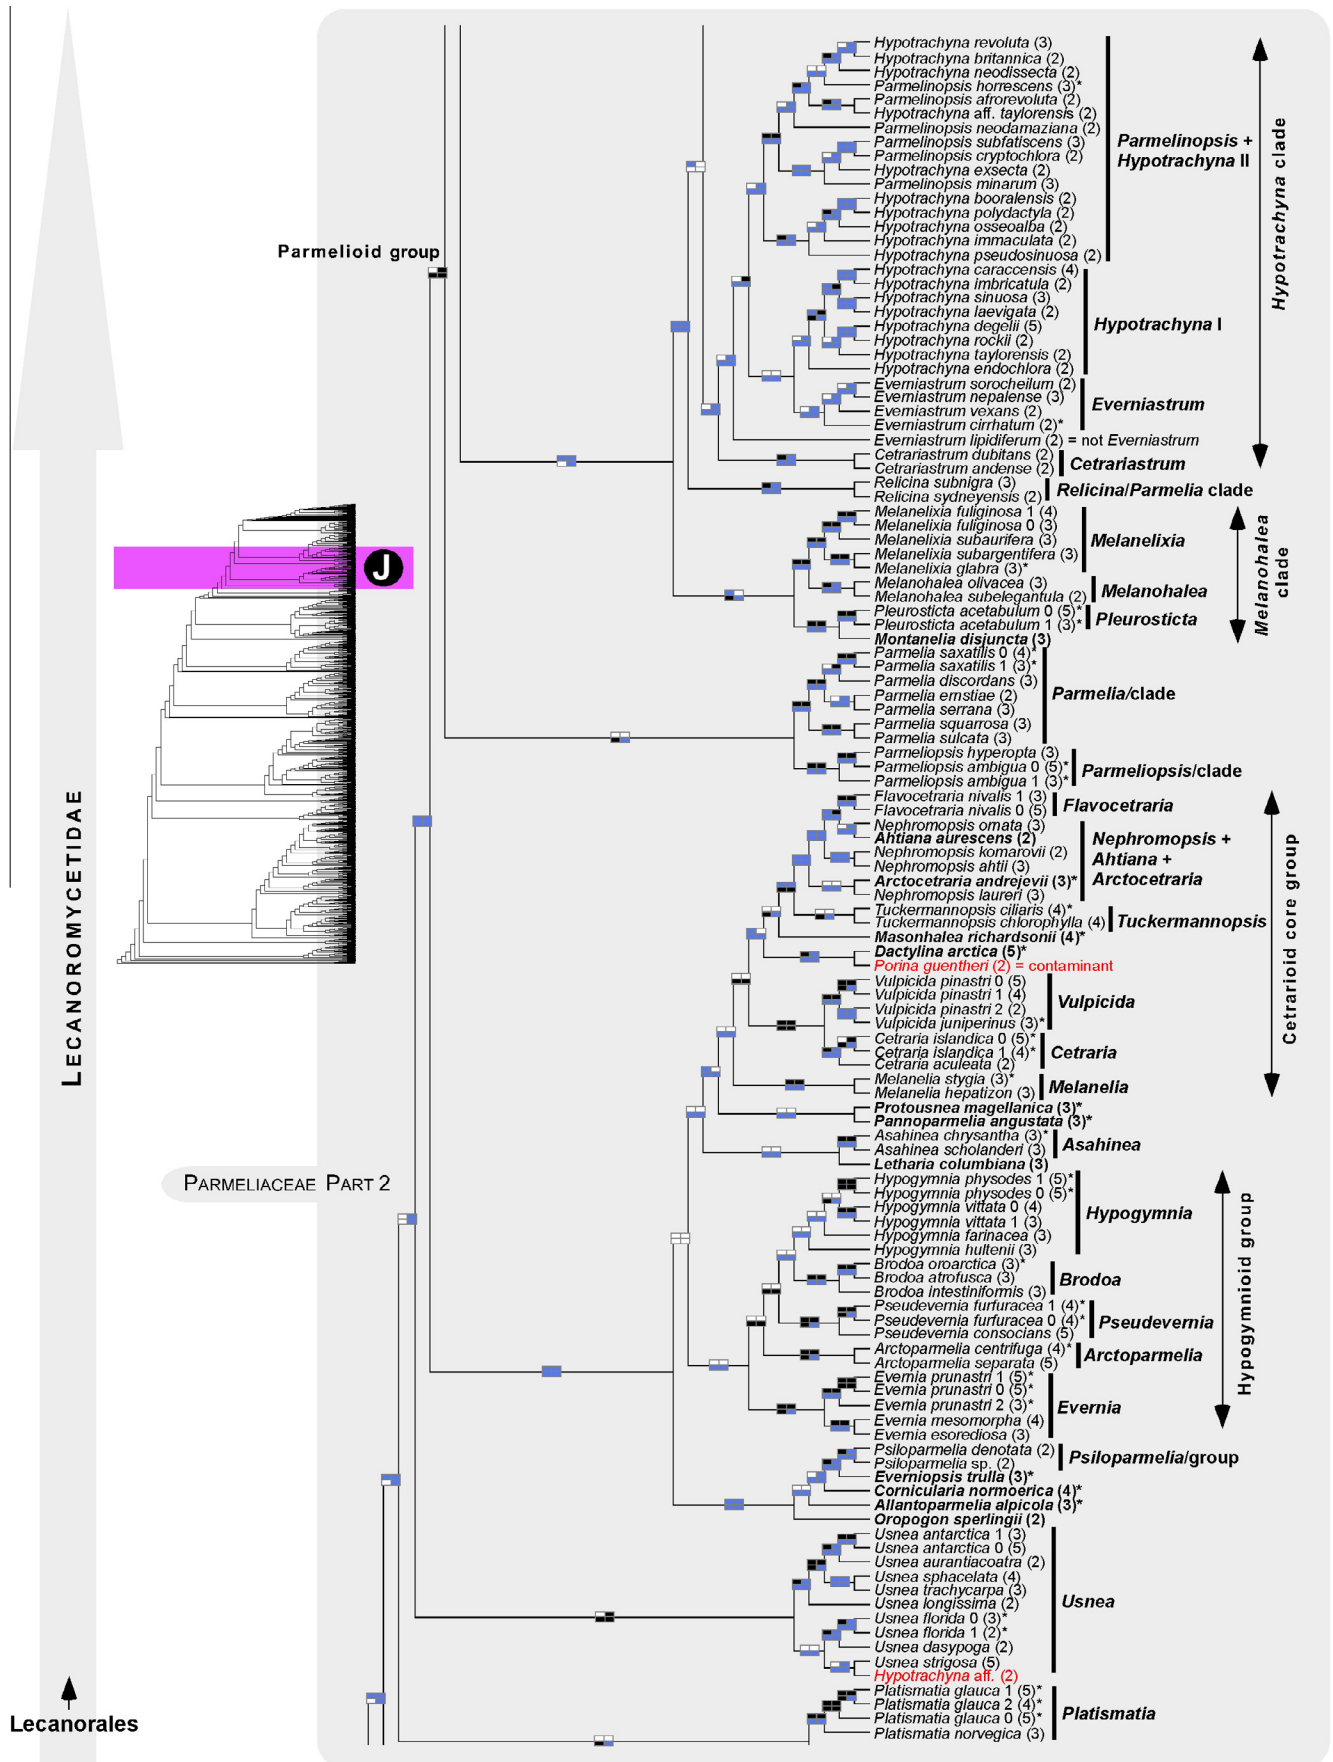 Hypotrachyna revoluta (3)
Hypotrachyna britannica (2)
Hypotrachyna neodissecta (2)
Parmelinopsis horrescens (3)*
Parmelinopsis afrorevoluta (2)
Hypotrachyna aff. taylorensis (2)
Parmelinopsis neodamaziana (2)
Parmelinopsis subfatiscens (3)
Parmelinopsis cryptochlora (2)
Hypotrachyna exsecta (2)
Parmelinopsis minarum (3)
Hypotrachyna booralensis (2)
Hypotrachyna polydactyla (2)
Hypotrachyna osseoalba (2)
Hypotrachyna immaculata (2)
Hypotrachyna pseudosinuosa (2)
Parmelinopsis +
Hypotrachyna II
Hypotrachyna caraccensis (4)
Hypotrachyna imbricatula (2)
Hypotrachyna sinuosa (3)
Hypotrachyna laevigata (2)
Hypotrachyna degelii (5)
Hypotrachyna rockii (2)
Hypotrachyna taylorensis (2)
Hypotrachyna endochlora (2)
Hypotrachyna I
Everniastrum sorocheilum (2)
Everniastrum nepalense (3)
Everniastrum vexans (2)
Everniastrum cirrhatum (2)*
Everniastrum
Everniastrum lipidiferum (2) = not Everniastrum
Cetrariastrum dubitans (2)
Cetrariastrum andense (2)
Cetrariastrum
Hypotrachyna clade
Relicina subnigra (3)
Relicina sydneyensis (2)
Relicina/Parmelia clade
Melanelixia fuliginosa 1 (4)
Melanelixia fuliginosa 0 (3)
Melanelixia subaurifera (3)
Melanelixia subargentifera (3)
Melanelixia glabra (3)*
Melanelixia
Melanohalea olivacea (3)
Melanohalea subelegantula (2)
Melanohalea
Pleurosticta acetabulum 0 (5)*
Pleurosticta acetabulum 1 (3)*
Pleurosticta
Montanelia disjuncta (3)
Melanohalea
clade
Parmelia saxatilis 0 (4)*
Parmelia saxatilis 1 (3)*
Parmelia discordans (3)
Parmelia ernstiae (2)
Parmelia serrana (3)
Parmelia squarrosa (3)
Parmelia sulcata (3)
Parmelia/clade
Parmeliopsis hyperopta (3)
Parmeliopsis ambigua 0 (5)*
Parmeliopsis ambigua 1 (3)*
Parmeliopsis/clade
Parmelioid group
Flavocetraria nivalis 1 (3)
Flavocetraria nivalis 0 (5)
Flavocetraria
Nephromopsis ornata (3)
Ahtiana aurescens (2)
Nephromopsis komarovii (2)
Nephromopsis ahtii (3)
Arctocetraria andrejevii (3)*
Nephromopsis laureri (3)
Nephromopsis +
Ahtiana +
Arctocetraria
Tuckermannopsis ciliaris (4)*
Tuckermannopsis chlorophylla (4)
Tuckermannopsis
Masonhalea richardsonii (4)*
Dactylina arctica (5)*
Porina guentheri (2) = contaminant
Vulpicida pinastri 0 (5)
Vulpicida pinastri 1 (4)
Vulpicida pinastri 2 (2)
Vulpicida juniperinus (3)*
Vulpicida
Cetraria islandica 0 (5)*
Cetraria islandica 1 (4)*
Cetraria aculeata (2)
Cetraria
Melanelia stygia (3)*
Melanelia hepatizon (3)
Melanelia
Cetrarioid core group
Protousnea magellanica (3)*
Pannoparmelia angustata (3)*
Asahinea chrysantha (3)*
Asahinea scholanderi (3)
Asahinea
Letharia columbiana (3)
Hypogymnia physodes 1 (5)*
Hypogymnia physodes 0 (5)*
Hypogymnia vittata 0 (4)
Hypogymnia vittata 1 (3)
Hypogymnia farinacea (3)
Hypogymnia hultenii (3)
Hypogymnia
Brodoa oroarctica (3)*
Brodoa atrofusca (3)
Brodoa intestiniformis (3)
Brodoa
Pseudevernia furfuracea 1 (4)*
Pseudevernia furfuracea 0 (4)*
Pseudevernia consocians (5)
Pseudevernia
Arctoparmelia centrifuga (4)*
Arctoparmelia separata (5)
Arctoparmelia
Evernia prunastri 1 (5)*
Evernia prunastri 0 (5)*
Evernia prunastri 2 (3)*
Evernia mesomorpha (4)
Evernia esorediosa (3)
Evernia
Hypogymnioid group
Psiloparmelia denotata (2)
Psiloparmelia sp. (2)
Psiloparmelia/group
Everniopsis trulla (3)*
Cornicularia normoerica (4)*
Allantoparmelia alpicola (3)*
Oropogon sperlingii (2)
Usnea antarctica 1 (3)
Usnea antarctica 0 (5)
Usnea aurantiacoatra (2)
Usnea sphacelata (4)
Usnea trachycarpa (3)
Usnea longissima (2)
Usnea florida 0 (3)*
Usnea florida 1 (2)*
Usnea dasypoga (2)
Usnea strigosa (5)
Hypotrachyna aff. (2)
Usnea
Platismatia glauca 1 (5)*
Platismatia glauca 2 (4)*
Platismatia glauca 0 (5)*
Platismatia norvegica (3)
Platismatia
J
LECANOROMYCETIDAE
PARMELIACEAE PART 2
Lecanorales